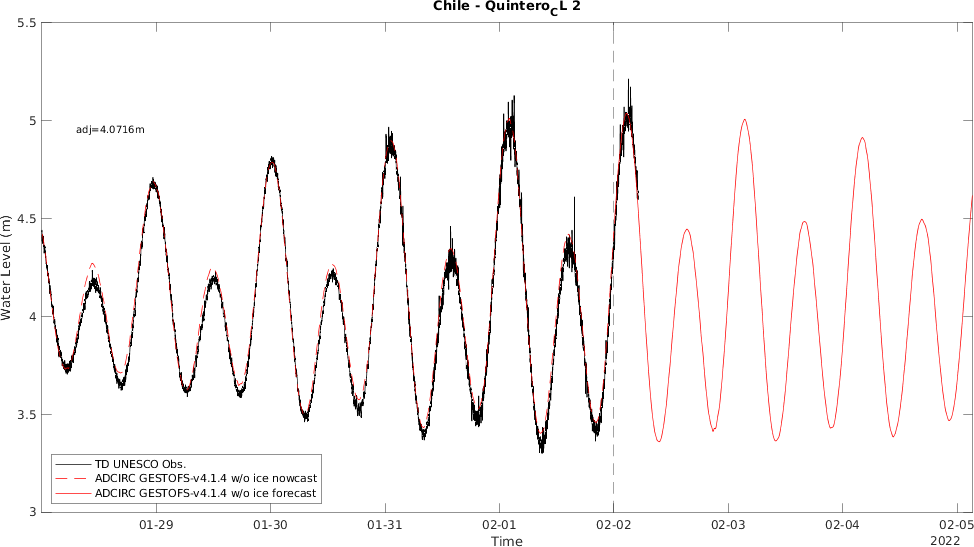 Chile - Quintero_CL 2
5.5
5
4.5
4
3.5
3
Water Level (m)
adj=4.0716m
TD UNESCO Obs.
ADCIRC GESTOFS-v4.1.4 w/o ice nowcast
ADCIRC GESTOFS-v4.1.4 w/o ice forecast
01-29 01-30 01-31 02-01 02-02 02-03 02-04 02-05
Time
2022